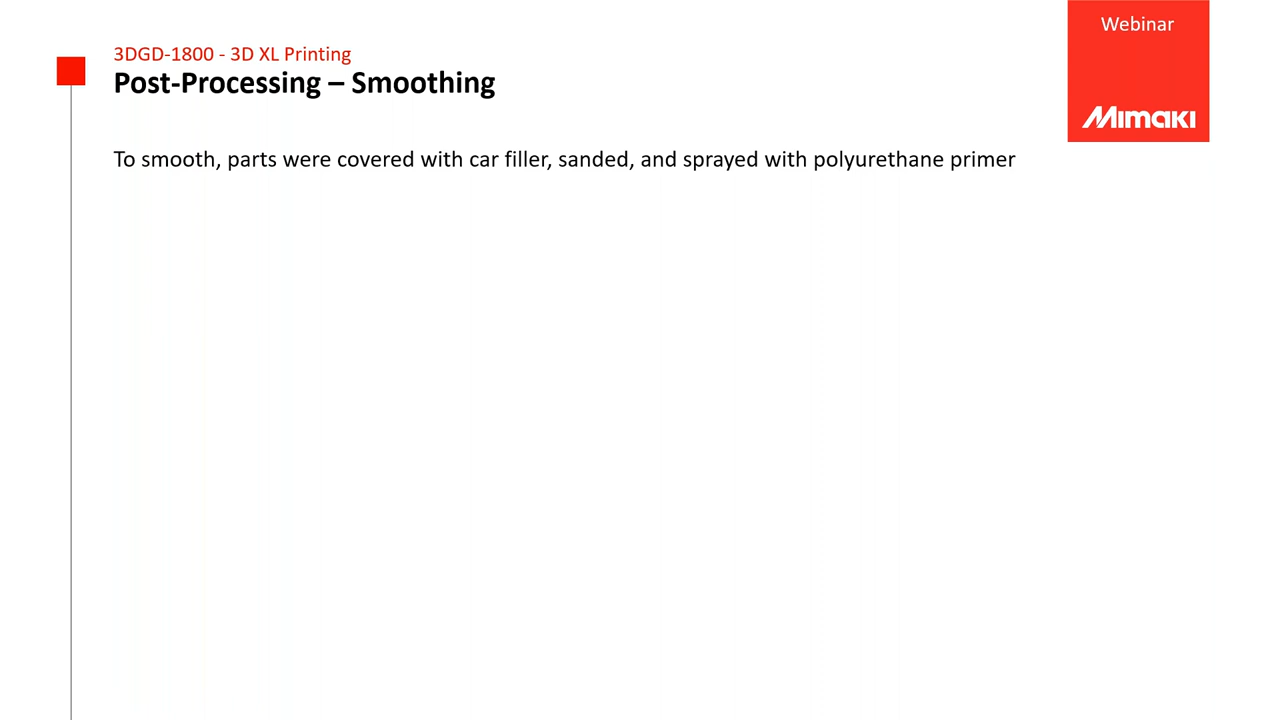 Webinar
3DGD-1800 - 3D XL Printing
Post-Processing – Smoothing
Mimaki
To smooth, parts were covered with car filler, sanded, and sprayed with polyurethane primer